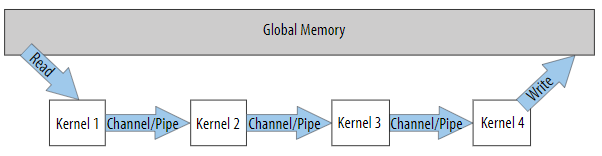 Global Memory
Read
Write
Kernel 1
Channel/Pipe
Kernel 2
Channel/Pipe
Kernel 3
Channel/Pipe
Kernel 4